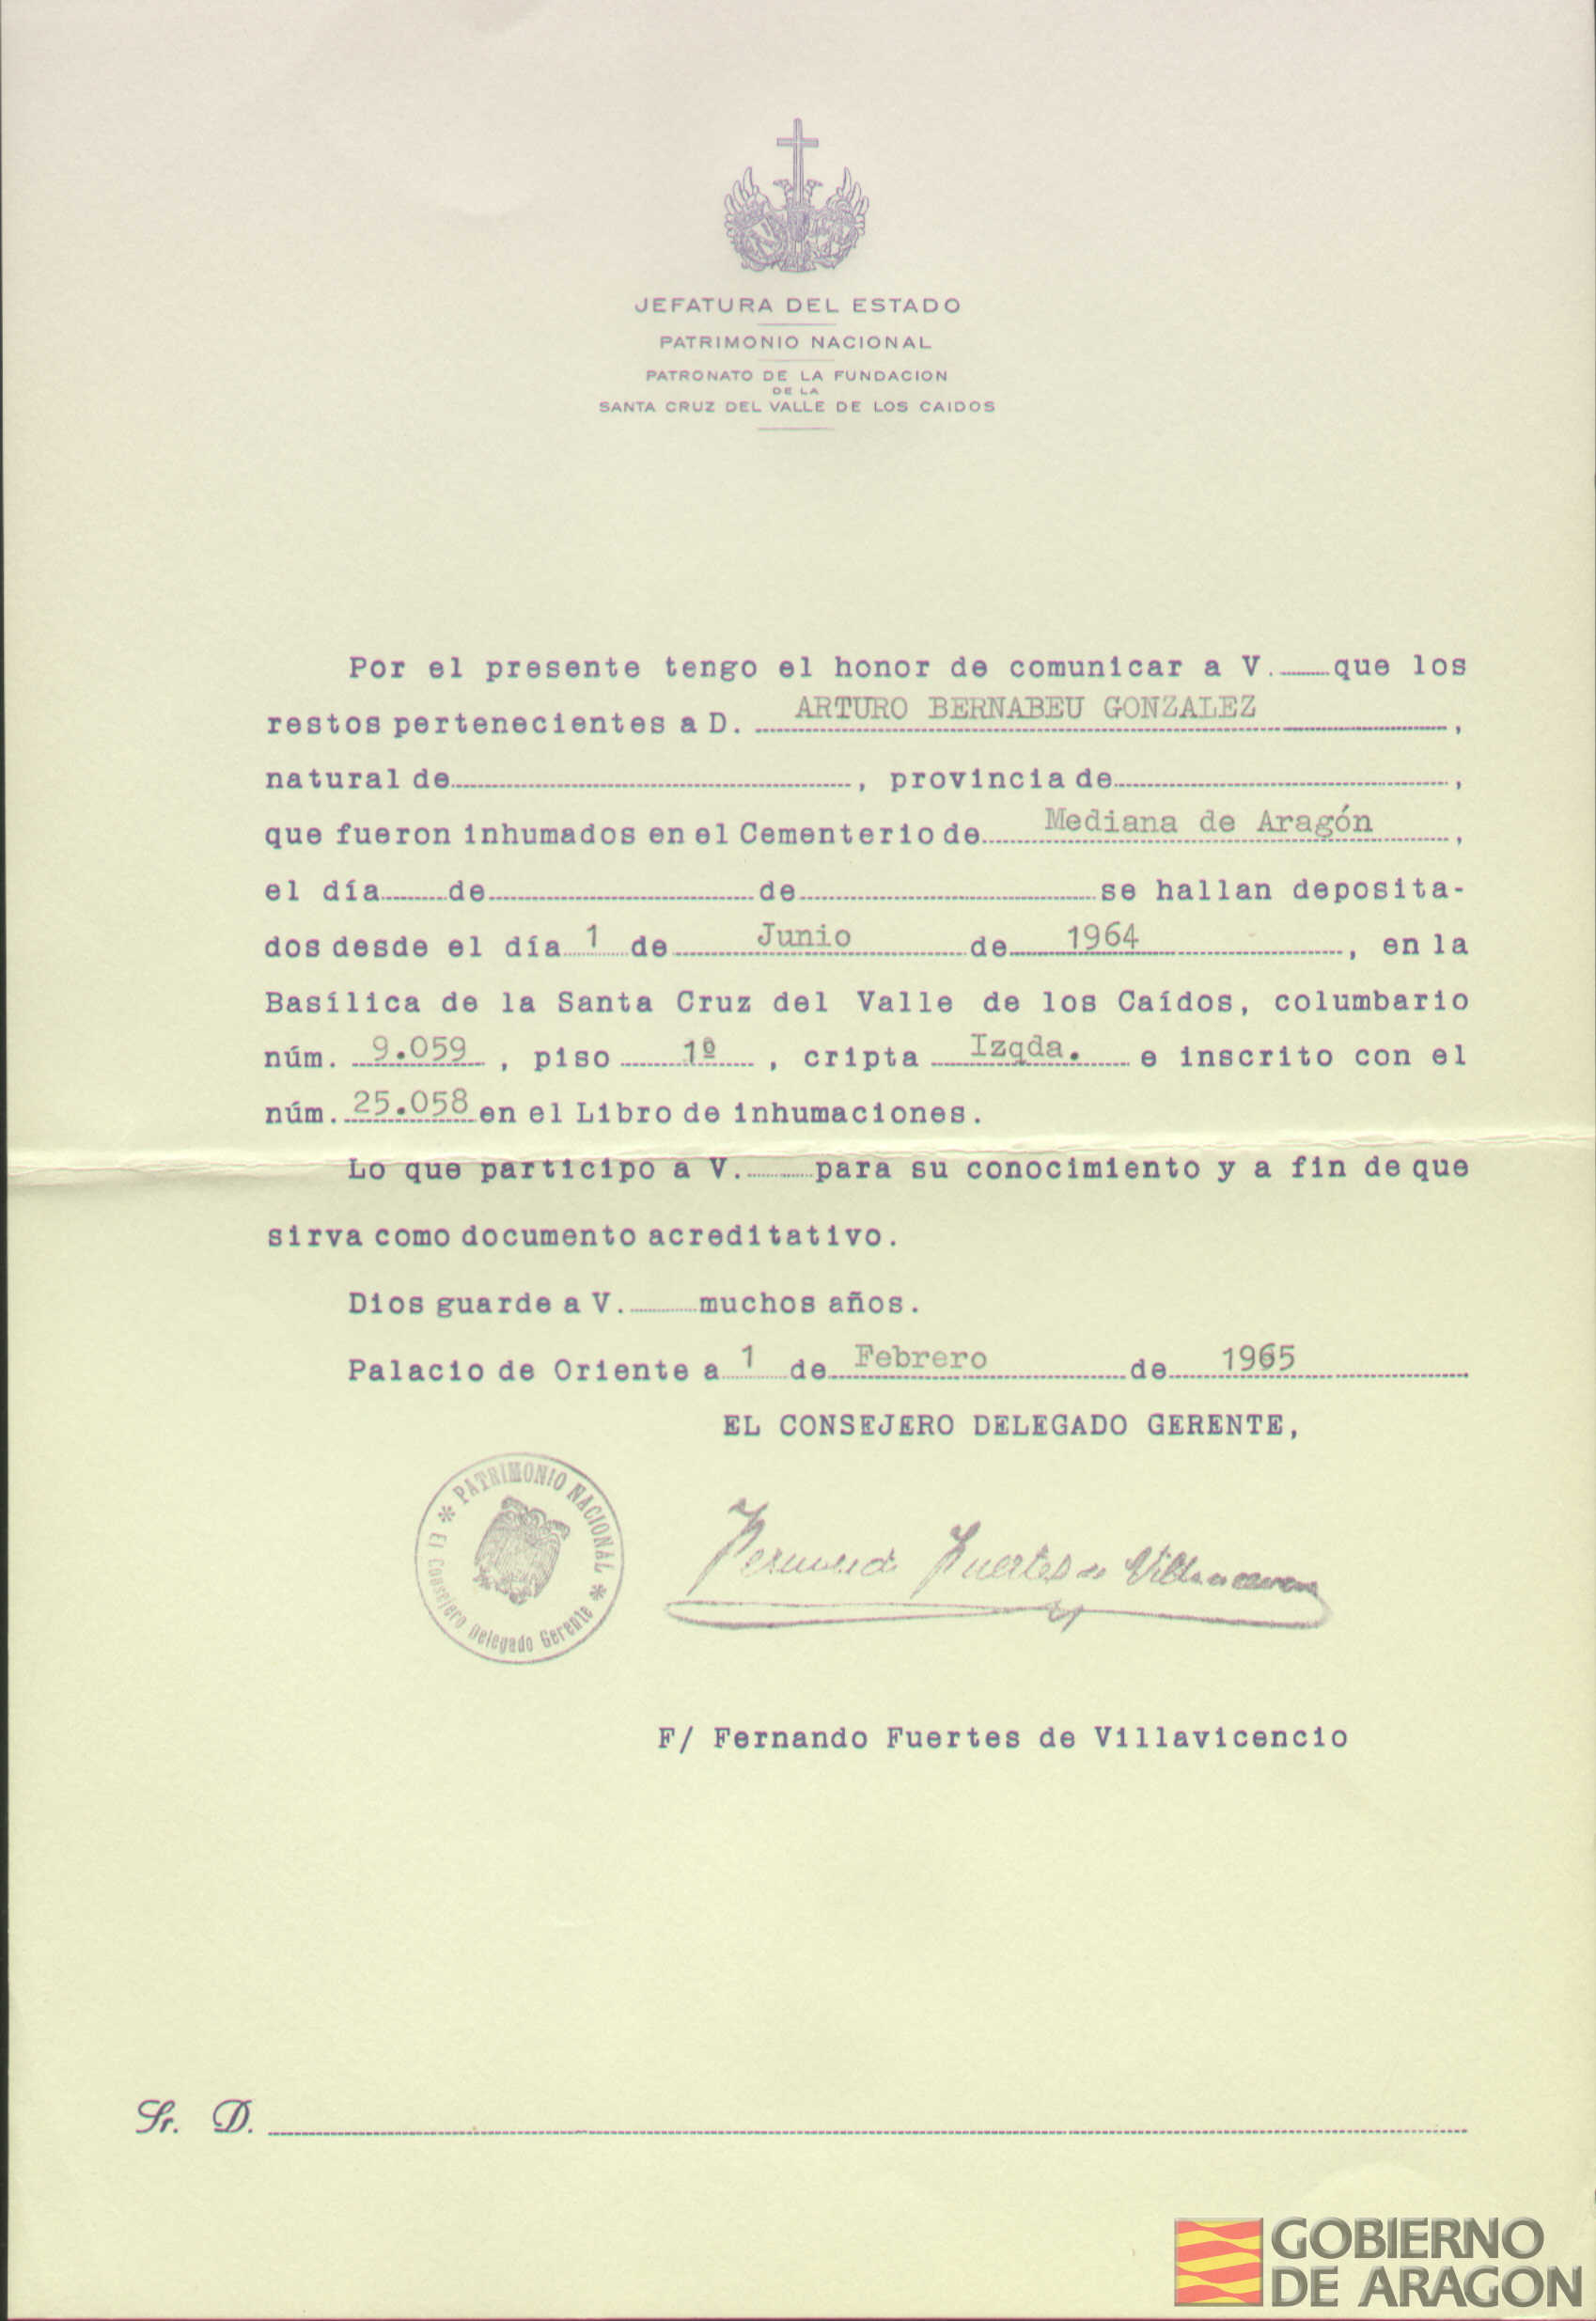 JEFATURA DEL ESTADO
PATRIMONIO NACIONAL
PATRONATO DE LA FUNDACION
DE LA
SANTA CRUZ DEL VALLE DE LOS CAIDOS
Por el presente tengo el honor de comunicar a V. que los
restos pertenecientes a D. ARTURO BERNABEU GONZALEZ ,
natural de , provincia de ,
que fueron inhumados en el Cementerio de Mediana de Aragón ,
el día de de se hallan deposita-
dos desde el día 1 de Junio de 1964 , en la
Basílica de la Santa Cruz del Valle de los Caídos, columbario
núm. 9.059 , piso 1º , cripta Izqda. e inscrito con el
núm. 25.058 en el Libro de inhumaciones.
Lo que participo a V. para su conocimiento y a fin de que
sirva como documento acreditativo.
Dios guarde a V. muchos años.
Palacio de Oriente a 1 de Febrero de 1965
EL CONSEJERO DELEGADO GERENTE,
* PATRIMONIO NACIONAL *
El Consejero Delegado Gerente
Fernando Fuertes de Villavicencio
F/ Fernando Fuertes de Villavicencio
Sr. D.
GOBIERNO
DE ARAGON